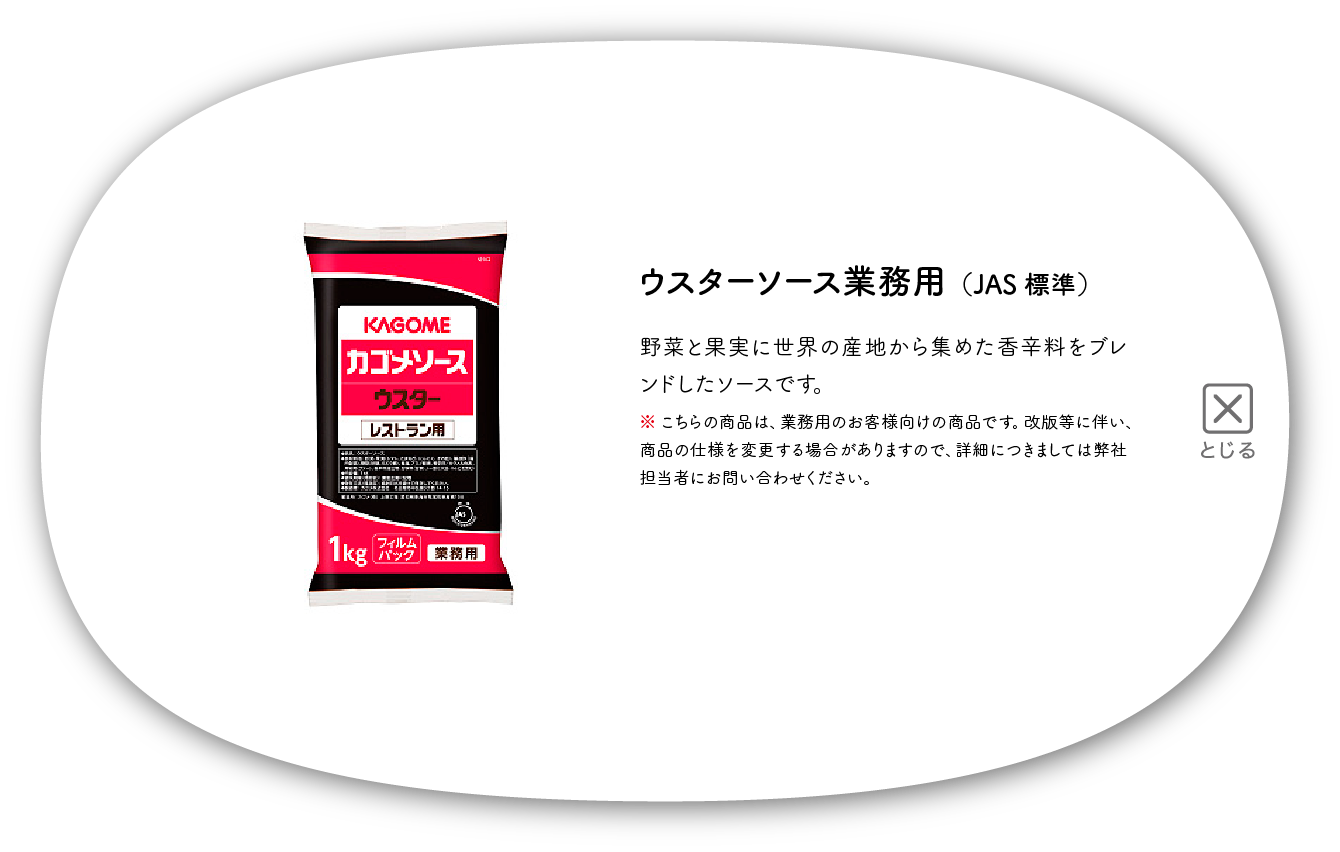 KAGOME
カゴメソース
ウスター
レストラン用
JAS
1kg
フィルム
パック
業務用
ウスターソース業務用（JAS 標準）
野菜と果実に世界の産地から集めた香辛料をブレ
ンドしたソースです。
※ こちらの商品は、業務用のお客様向けの商品です。改版等に伴い、
商品の仕様を変更する場合がありますので、詳細につきましては弊社
担当者にお問い合わせください。
とじる